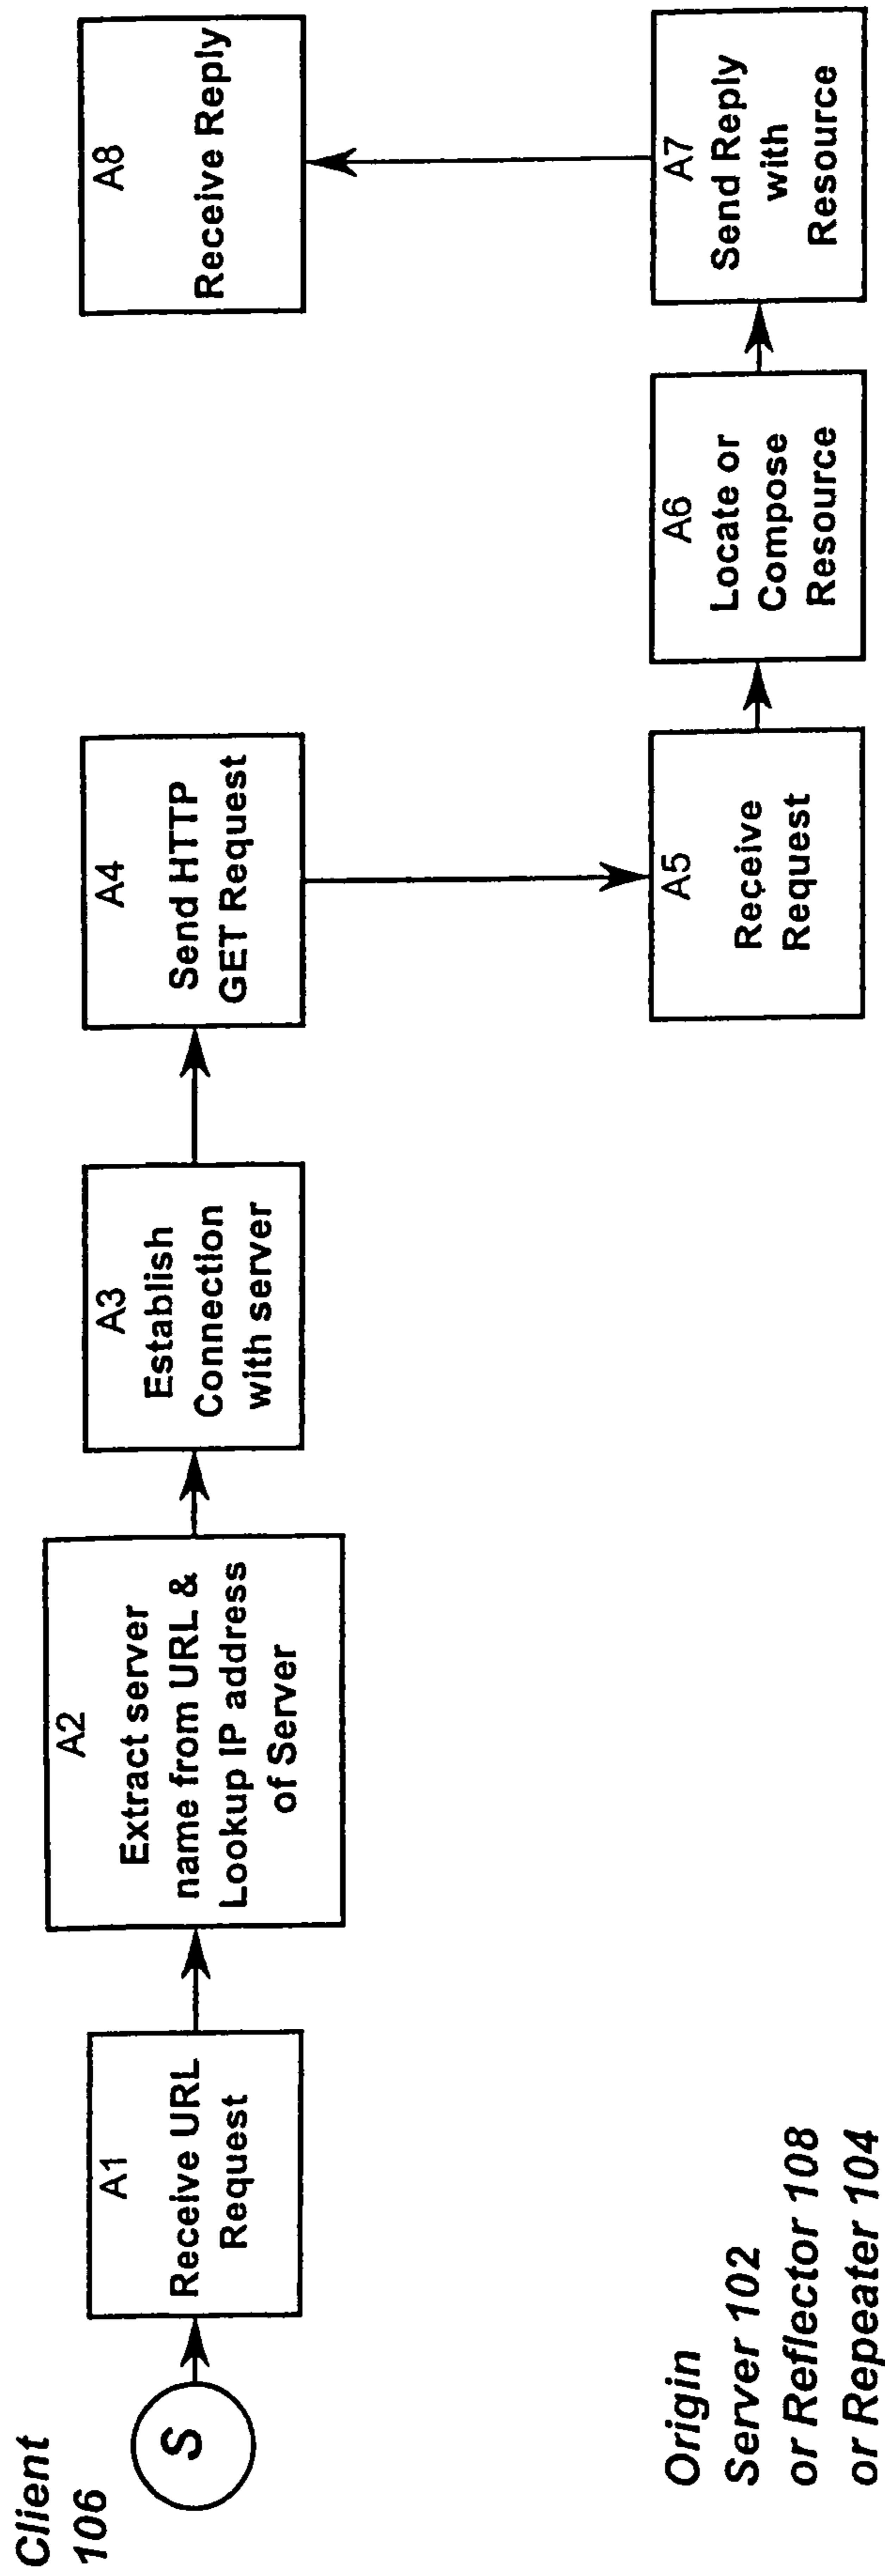 Client
106
S
A1
Receive URL
Request
A2
Extract server
name from URL &
Lookup IP address
of Server
A3
Establish
Connection
with server
A4
Send HTTP
GET Request
A8
Receive Reply
Origin
Server 102
or Reflector 108
or Repeater 104
A5
Receive
Request
A6
Locate or
Compose
Resource
A7
Send Reply
with
Resource